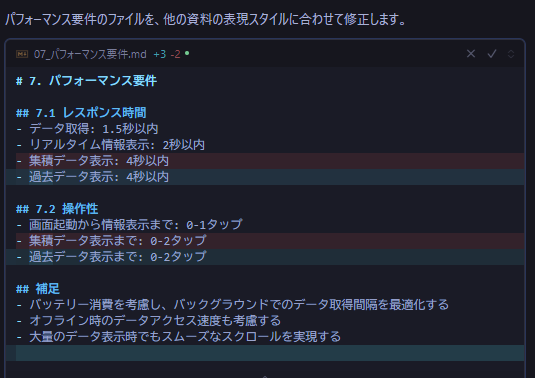 パフォーマンス要件のファイルを、他の資料の表現スタイルに合わせて修正します。
07_パフォーマンス要件.md +3 -2
# 7. パフォーマンス要件
## 7.1 レスポンス時間
- データ取得: 1.5秒以内
- リアルタイム情報表示: 2秒以内
- 集積データ表示: 4秒以内
- 過去データ表示: 4秒以内
## 7.2 操作性
- 画面起動から情報表示まで: 0-1タップ
- 集積データ表示まで: 0-2タップ
- 過去データ表示まで: 0-2タップ
## 補足
- バッテリー消費を考慮し、バックグラウンドでのデータ取得間隔を最適化する
- オフライン時のデータアクセス速度も考慮する
- 大量のデータ表示時でもスムーズなスクロールを実現する